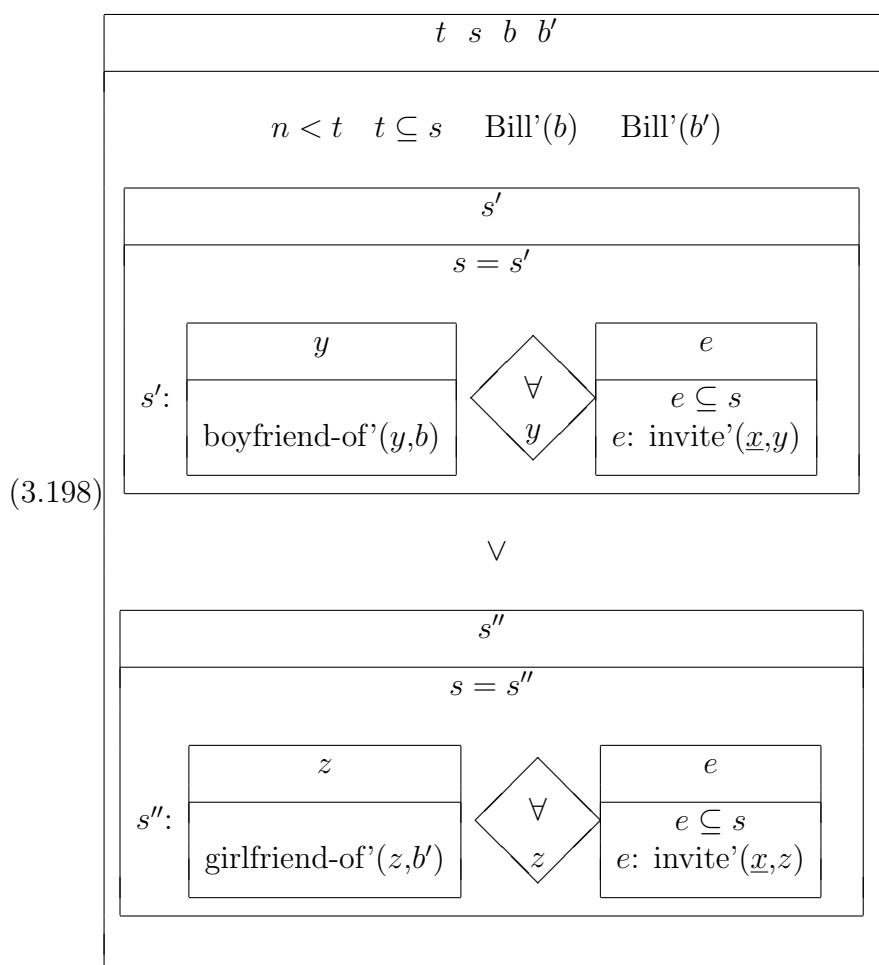 t s b b′
n < t t ⊆ s Bill’(b) Bill’(b′)
s′
s = s′
y ∀ e
s′: e ⊆ s
boyfriend-of’(y,b) y e: invite’(x,y)
(3.198)
∨
s′′
s = s′′
z ∀ e
s′′: e ⊆ s
girlfriend-of’(z,b′) z e: invite’(x,z)